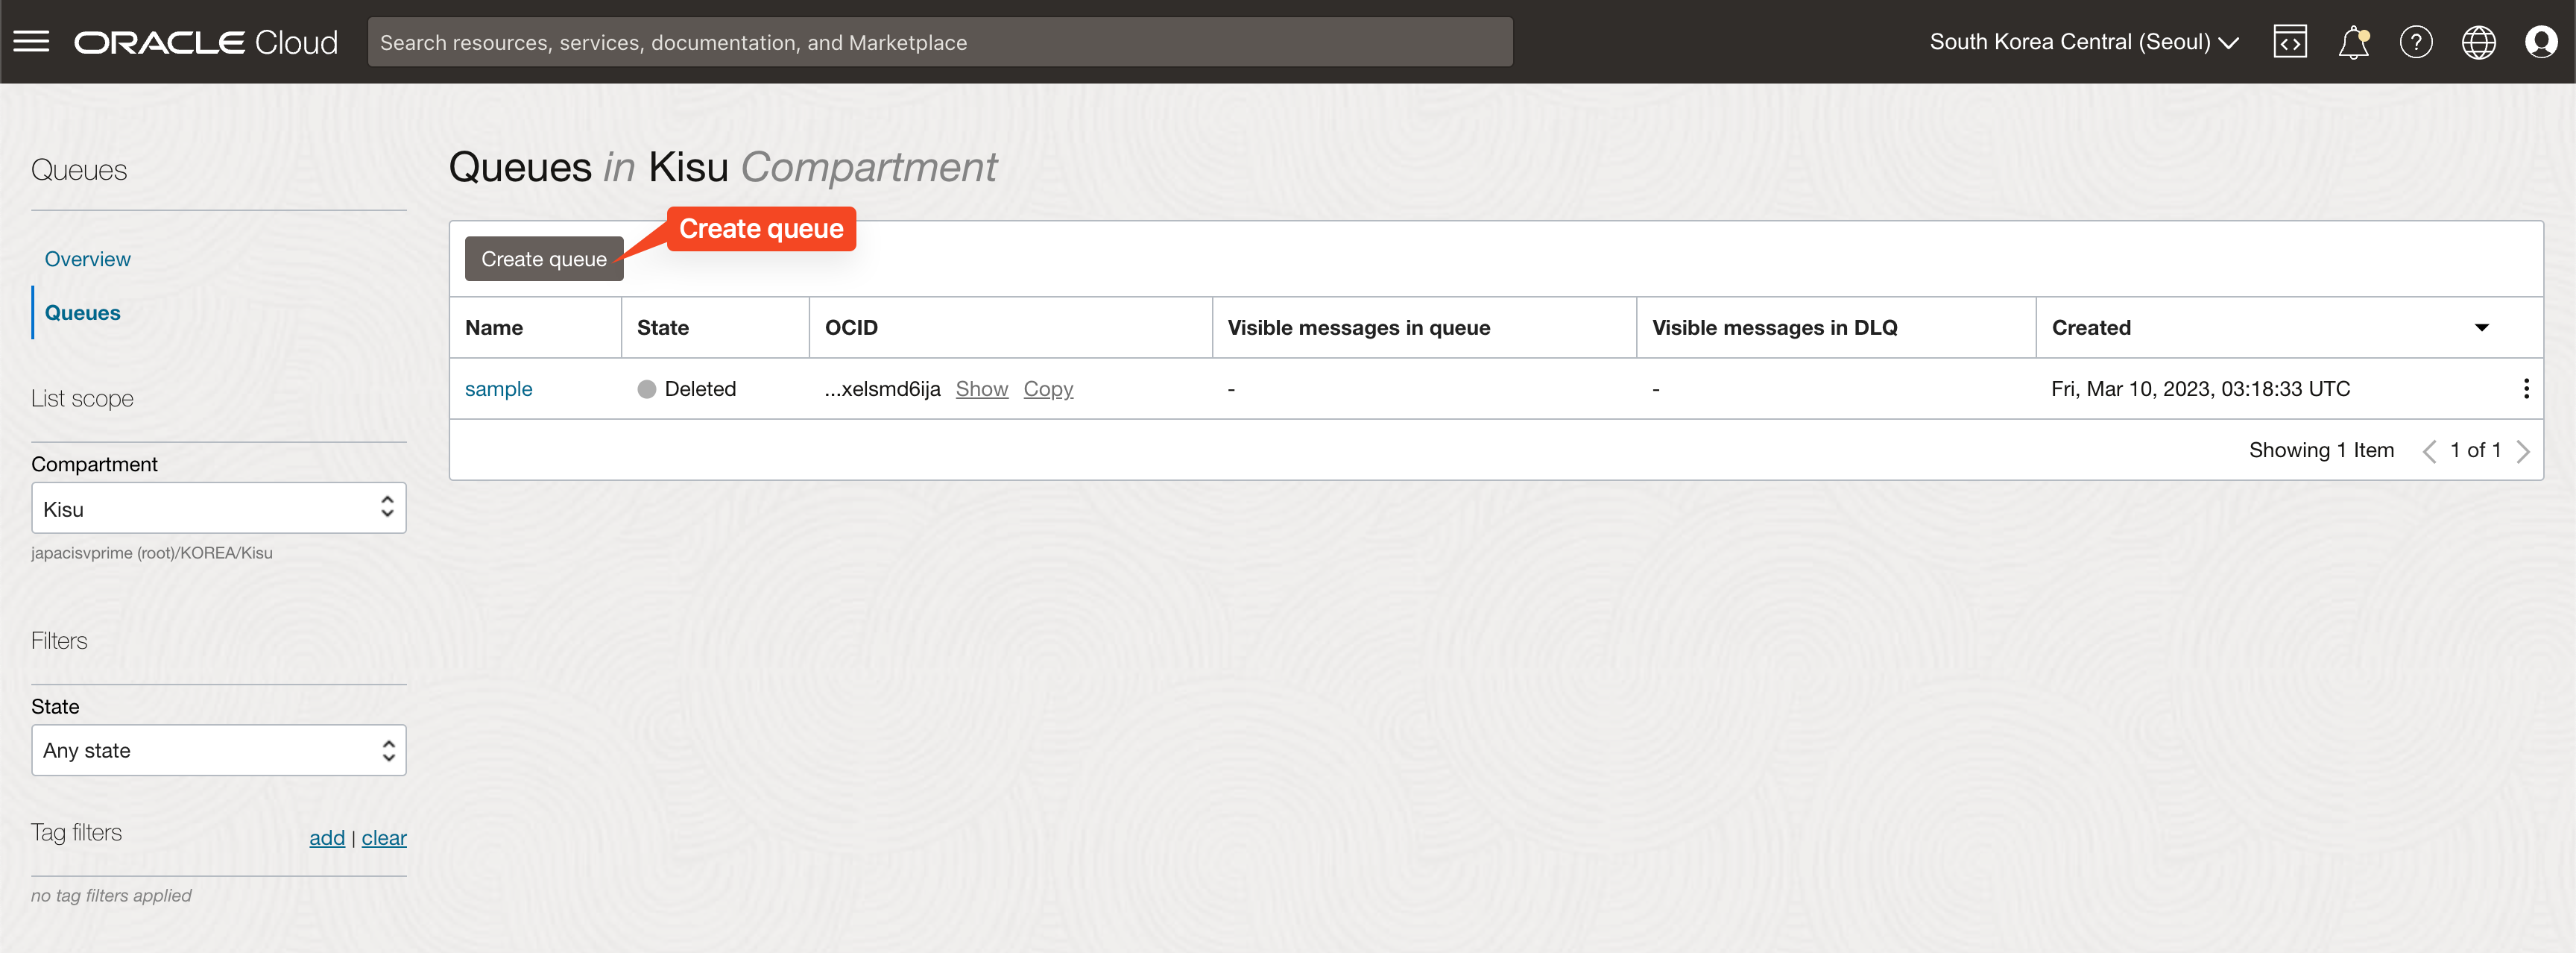 ORACLE Cloud
Search resources, services, documentation, and Marketplace
South Korea Central (Seoul)
Queues
Overview
Queues
List scope
Compartment
Kisu
japacisvprime (root)/KOREA/Kisu
Filters
State
Any state
Tag filters
add | clear
no tag filters applied
Queues in Kisu Compartment
Create queue
Create queue
Name State OCID Visible messages in queue Visible messages in DLQ Created
sample Deleted ...xelsmd6ija Show Copy - - Fri, Mar 10, 2023, 03:18:33 UTC
Showing 1 Item 1 of 1